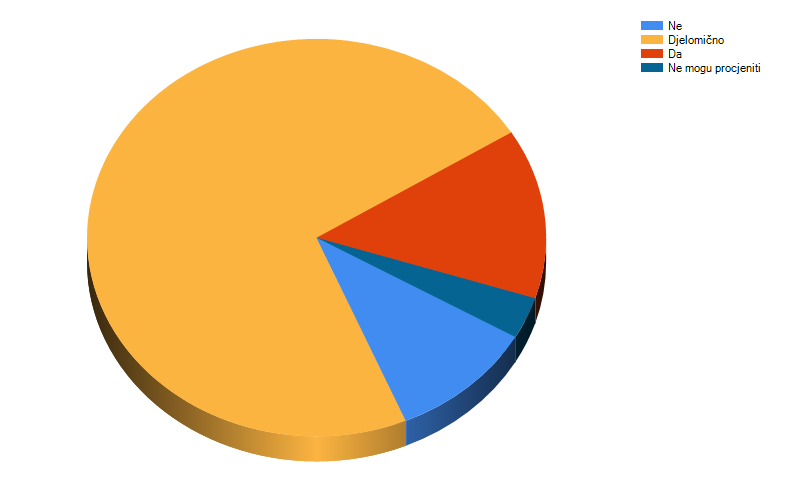 Ne
Djelomično
Da
Ne mogu procjeniti